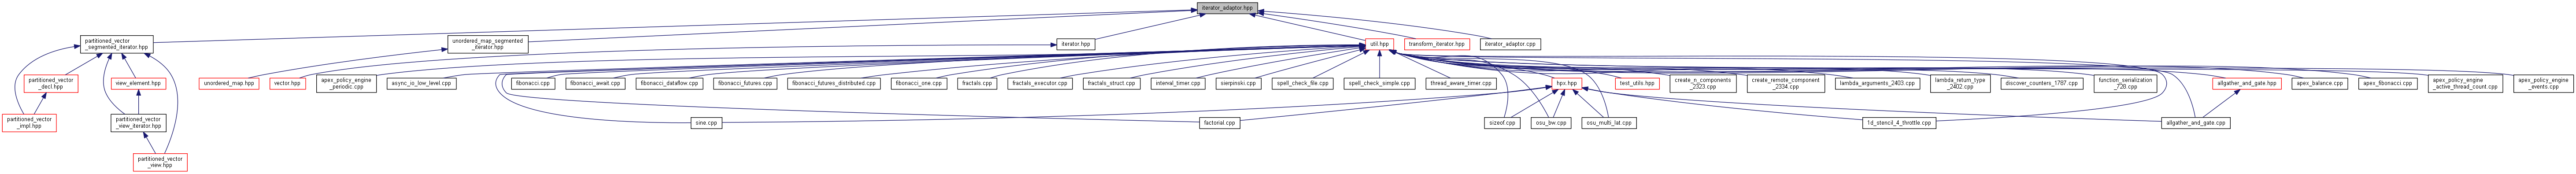 iterator_adaptor.hpp
partitioned_vector
_segmented_iterator.hpp
unordered_map_segmented
_iterator.hpp
iterator.hpp
util.hpp
transform_iterator.hpp
iterator_adaptor.cpp
partitioned_vector
_decl.hpp
view_element.hpp
unordered_map.hpp
vector.hpp
apex_policy_engine
_periodic.cpp
async_io_low_level.cpp
fibonacci.cpp
fibonacci_await.cpp
fibonacci_dataflow.cpp
fibonacci_futures.cpp
fibonacci_futures_distributed.cpp
fibonacci_one.cpp
fractals.cpp
fractals_executor.cpp
fractals_struct.cpp
interval_timer.cpp
sierpinski.cpp
spell_check_file.cpp
spell_check_simple.cpp
thread_aware_timer.cpp
hpx.hpp
test_utils.hpp
create_n_components
_2323.cpp
create_remote_component
_2334.cpp
lambda_arguments_2403.cpp
lambda_return_type
_2402.cpp
discover_counters_1787.cpp
function_serialization
_728.cpp
allgather_and_gate.hpp
apex_balance.cpp
apex_fibonacci.cpp
apex_policy_engine
_active_thread_count.cpp
apex_policy_engine
_events.cpp
partitioned_vector
_impl.hpp
partitioned_vector
_view_iterator.hpp
sine.cpp
factorial.cpp
sizeof.cpp
osu_bw.cpp
osu_multi_lat.cpp
1d_stencil_4_throttle.cpp
allgather_and_gate.cpp
partitioned_vector
_view.hpp